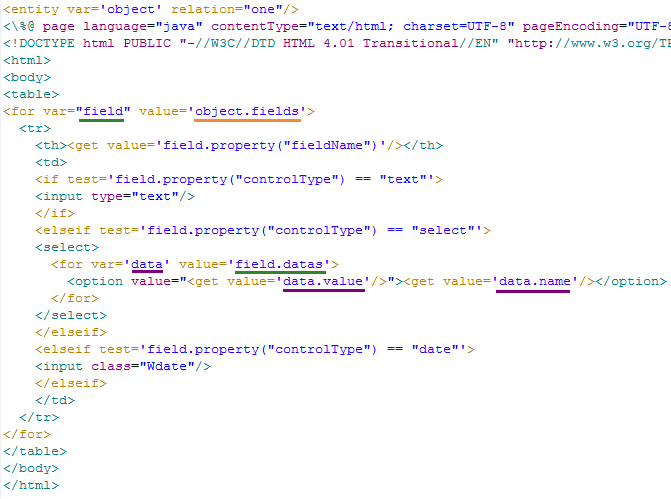 <entity var='object' relation="one"/>
<\%@ page language="java" contentType="text/html; charset=UTF-8" pageEncoding="UTF-8
<!DOCTYPE html PUBLIC "-//W3C//DTD HTML 4.01 Transitional//EN" "http://www.w3.org/TR
<html>
<body>
<table>
<for var="field" value='object.fields'>
<tr>
<th><get value='field.property("fieldName")'/></th>
<td>
<if test='field.property("controlType") == "text"'>
<input type="text"/>
</if>
<elseif test='field.property("controlType") == "select"'>
<select>
<for var='data' value='field.datas'>
<option value="<get value='data.value'/>"><get value='data.name'/></option>
</for>
</select>
</elseif>
<elseif test='field.property("controlType") == "date"'>
<input class="Wdate"/>
</elseif>
</td>
</tr>
</for>
</table>
</body>
</html>